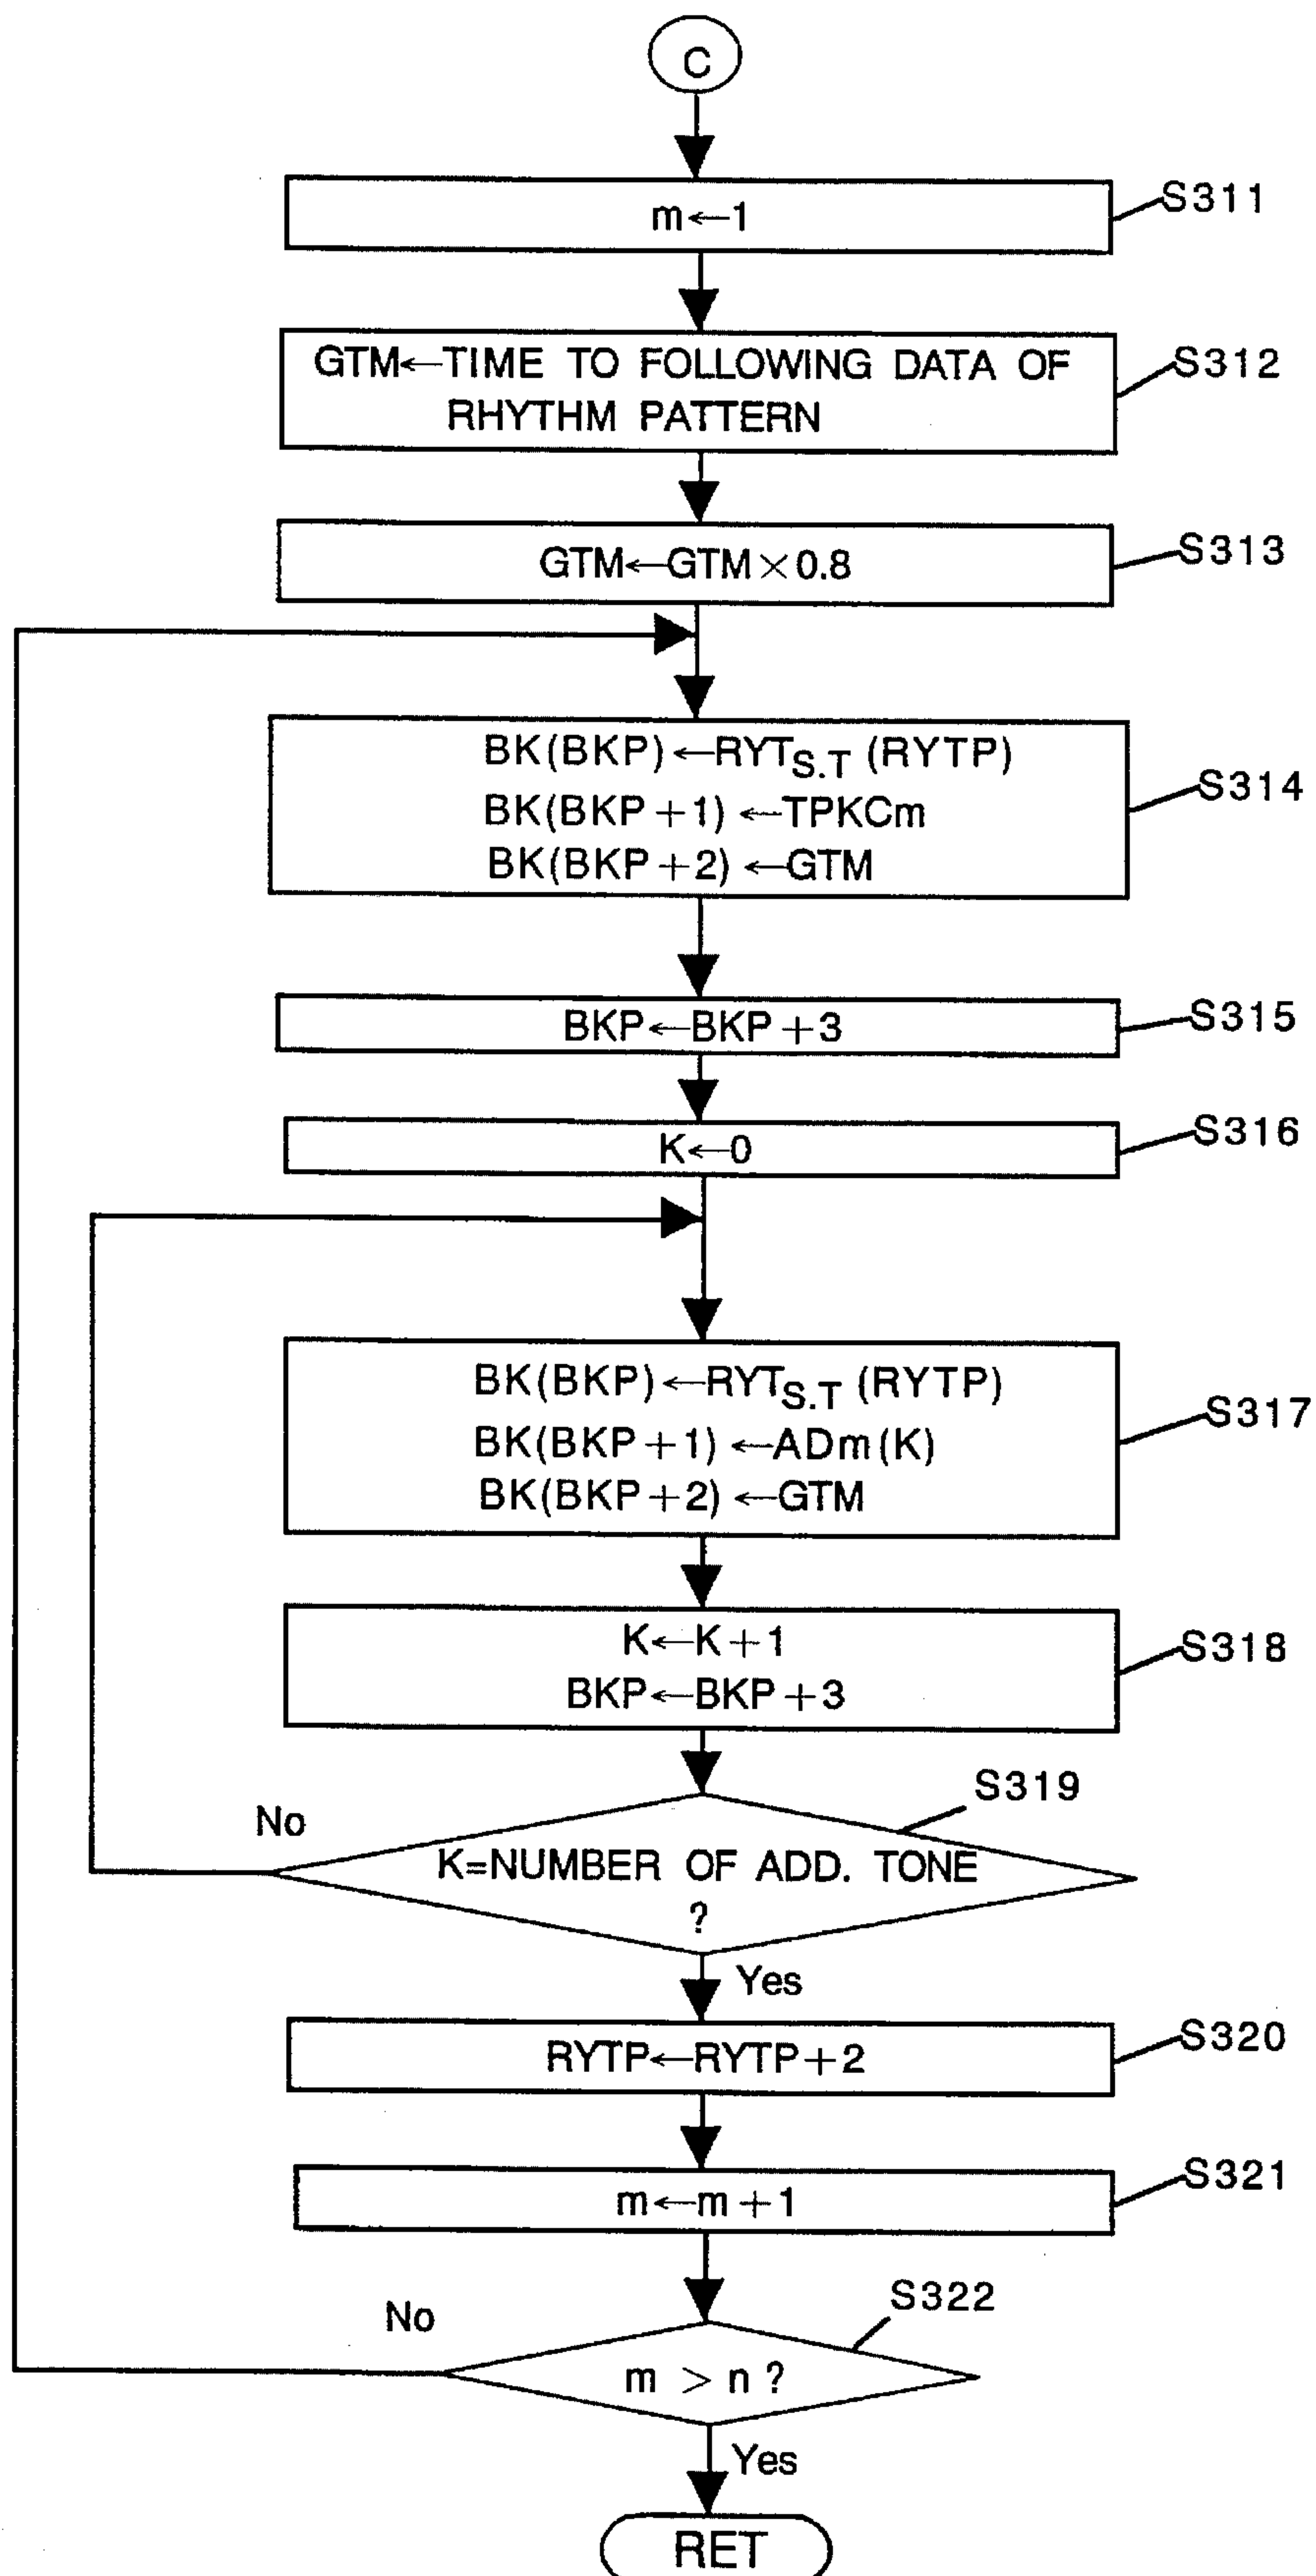 C
m←1
S311
GTM←TIME TO FOLLOWING DATA OF
RHYTHM PATTERN
S312
GTM←GTM×0.8
S313
BK(BKP)←RYTS.T (RYTP)
BK(BKP+1)←TPKCm
BK(BKP+2)←GTM
S314
BKP←BKP+3
S315
K←0
S316
BK(BKP)←RYTS.T (RYTP)
BK(BKP+1)←ADm(K)
BK(BKP+2)←GTM
S317
K←K+1
BKP←BKP+3
S318
S319
No
K=NUMBER OF ADD. TONE
?
Yes
RYTP←RYTP+2
S320
m←m+1
S321
S322
No
m > n ?
Yes
RET